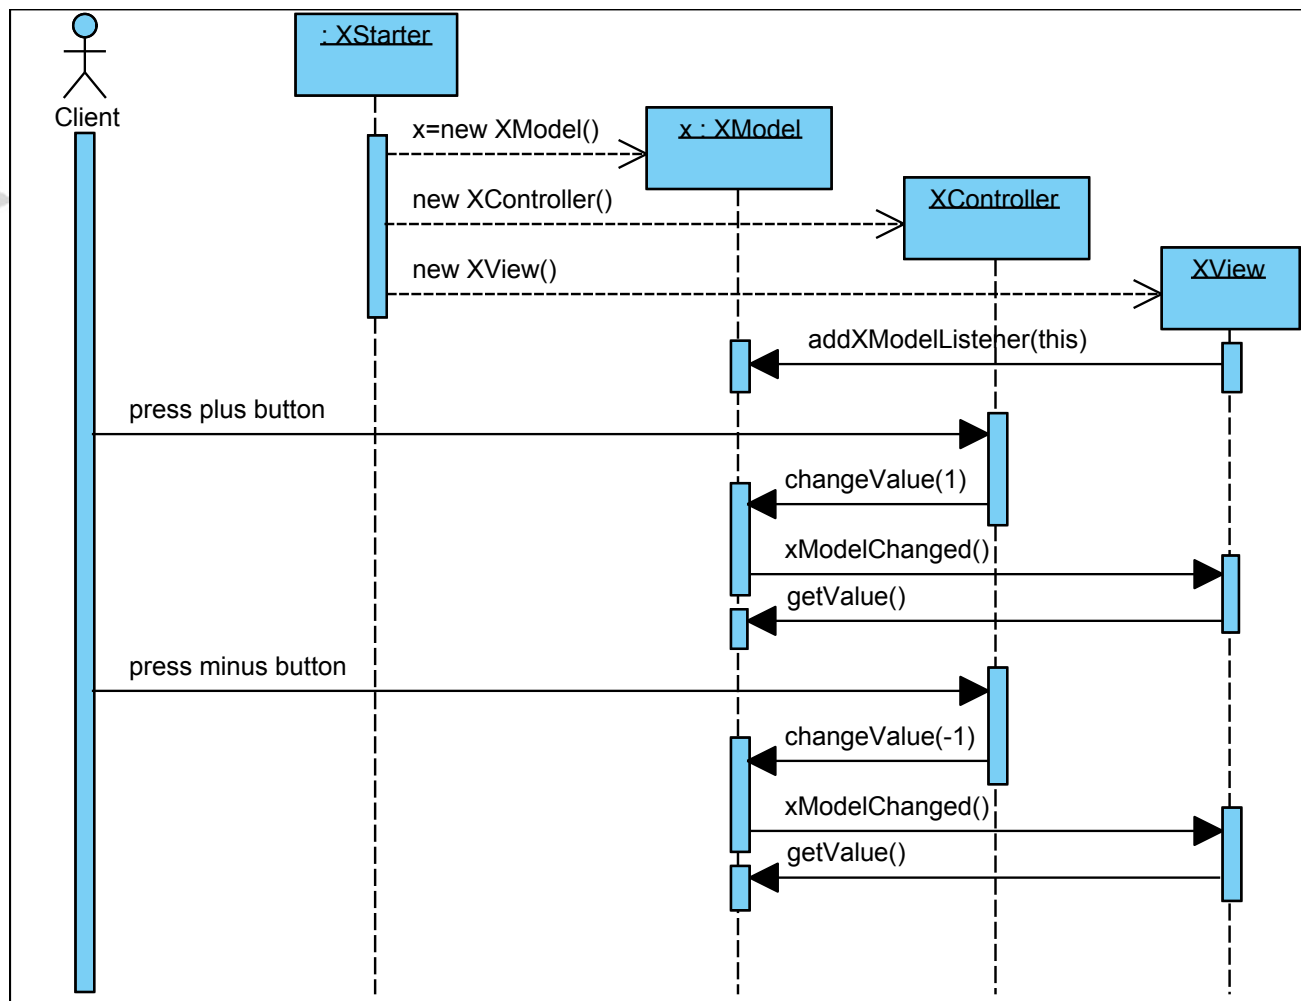 : XStarter
Client
x=new XModel()
x : XModel
new XController()
XController
new XView()
XView
addXModelListener(this)
press plus button
changeValue(1)
xModelChanged()
getValue()
press minus button
changeValue(-1)
xModelChanged()
getValue()